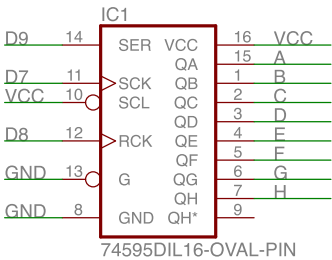 IC1
D9 14 SER VCC 16 VCC
QA 15 A
D7 11 SCK QB 1 B
VCC 10 SCL QC 2 C
QD 3 D
D8 12 RCK QE 4 E
QF 5 F
GND 13 G QG 6 G
QH 7 H
GND 8 GND QH* 9
74595DIL16-OVAL-PIN